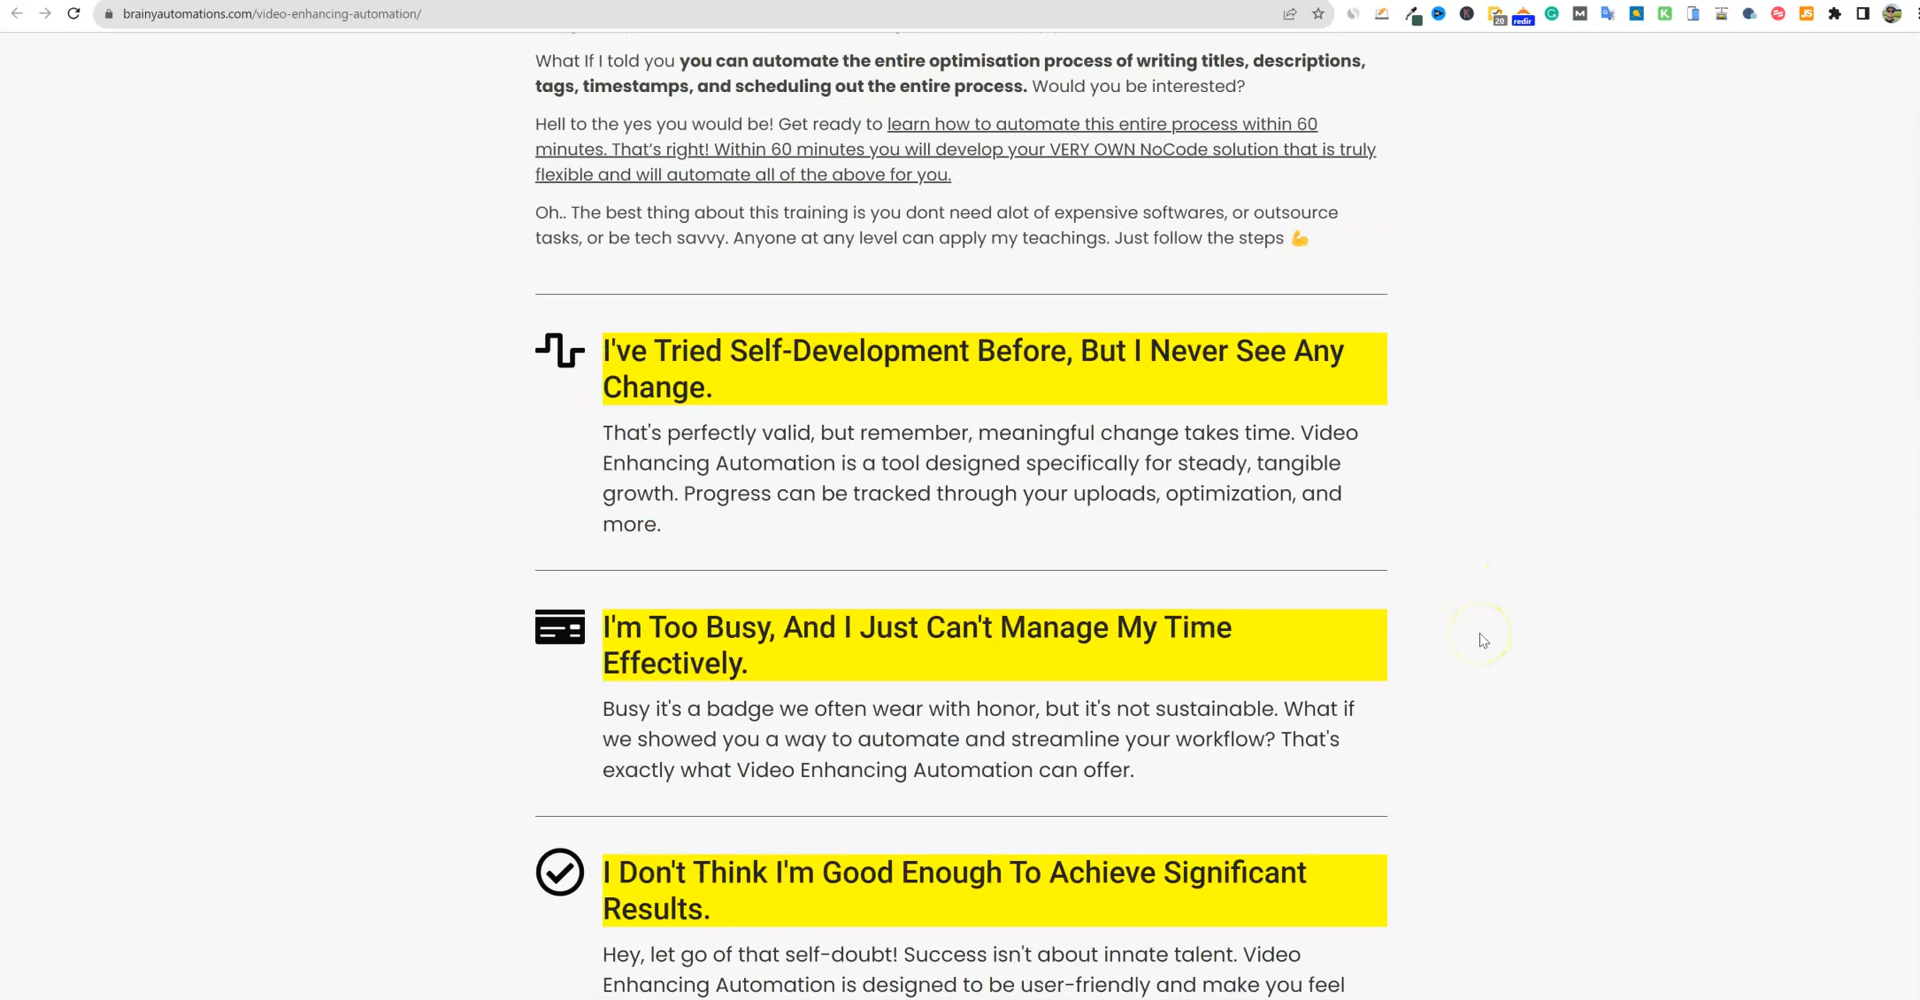 brainyautomations.com/video-enhancing-automation/
20
redir
M
K
K
JS
What If I told you you can automate the entire optimisation process of writing titles, descriptions,
tags, timestamps, and scheduling out the entire process. Would you be interested?
Hell to the yes you would be! Get ready to learn how to automate this entire process within 60
minutes. That's right! Within 60 minutes you will develop your VERY OWN NoCode solution that is truly
flexible and will automate all of the above for you.
Oh.. The best thing about this training is you dont need alot of expensive softwares, or outsource
tasks, or be tech savvy. Anyone at any level can apply my teachings. Just follow the steps 💪
I've Tried Self-Development Before, But I Never See Any
Change.
That's perfectly valid, but remember, meaningful change takes time. Video
Enhancing Automation is a tool designed specifically for steady, tangible
growth. Progress can be tracked through your uploads, optimization, and
more.
I'm Too Busy, And I Just Can't Manage My Time
Effectively.
Busy it's a badge we often wear with honor, but it's not sustainable. What if
we showed you a way to automate and streamline your workflow? That's
exactly what Video Enhancing Automation can offer.
I Don't Think I'm Good Enough To Achieve Significant
Results.
Hey, let go of that self-doubt! Success isn't about innate talent. Video
Enhancing Automation is designed to be user-friendly and make you feel